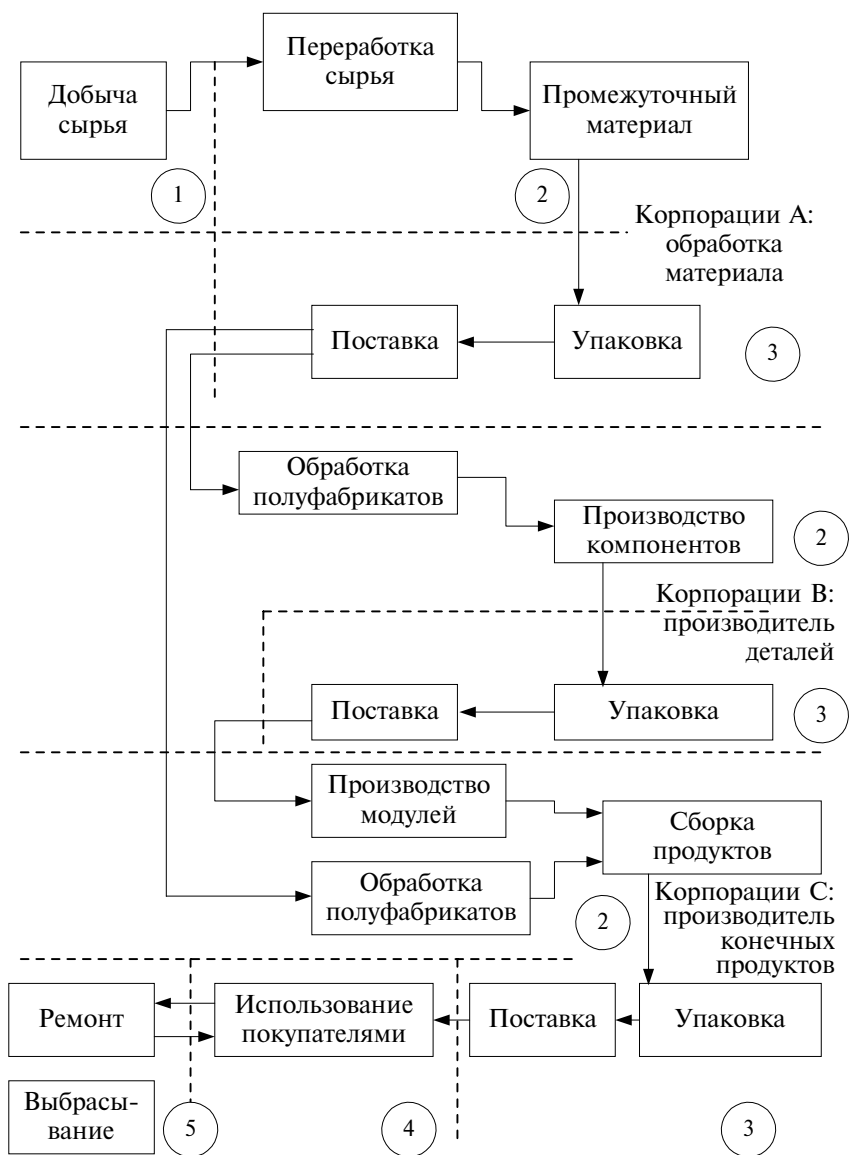 Переработка
сырья
Добыча
сырья
Промежуточный
материал
1
2
Корпорации А:
обработка
материала
Поставка
Упаковка
3
Обработка
полуфабрикатов
Производство
компонентов
2
Корпорации В:
производитель
деталей
Поставка
Упаковка
3
Производство
модулей
Сборка
продуктов
Обработка
полуфабрикатов
2
Корпорации С:
производитель
конечных
продуктов
Ремонт
Использование
покупателями
Поставка
Упаковка
Выбрасы-
вание
5
4
3